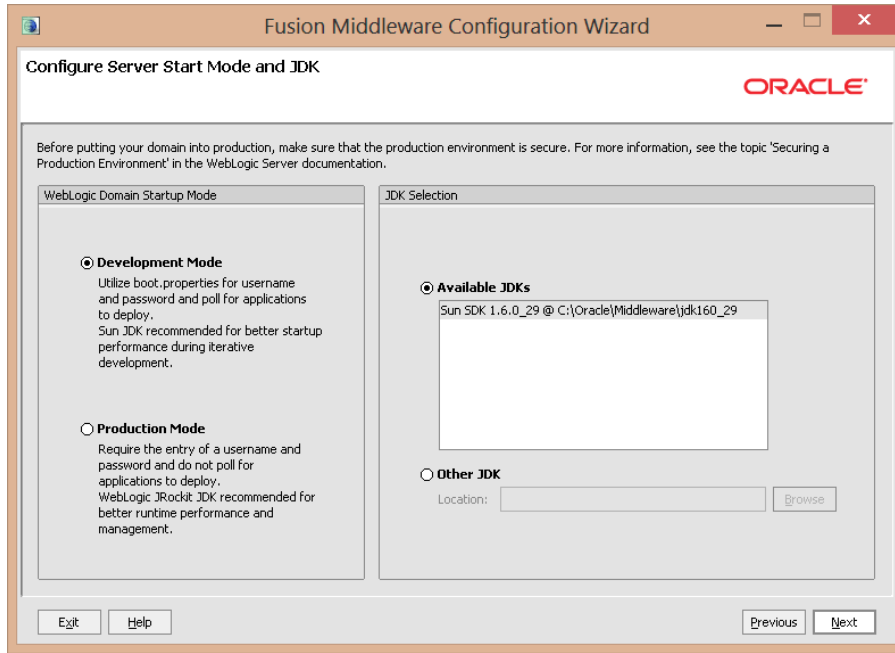 Fusion Middleware Configuration Wizard
Configure Server Start Mode and JDK
ORACLE
Before putting your domain into production, make sure that the production environment is secure. For more information, see the topic 'Securing a
Production Environment' in the WebLogic Server documentation.
WebLogic Domain Startup Mode
Development Mode
Utilize boot.properties for username
and password and poll for applications
to deploy.
Sun JDK recommended for better startup
performance during iterative
development.
Production Mode
Require the entry of a username and
password and do not poll for
applications to deploy.
WebLogic JRockit JDK recommended for
better runtime performance and
management.
JDK Selection
Available JDKs
Sun SDK 1.6.0_29 @ C:\Oracle\Middleware\jdk160_29
Other JDK
Location:
Browse
Exit
Help
Previous
Next